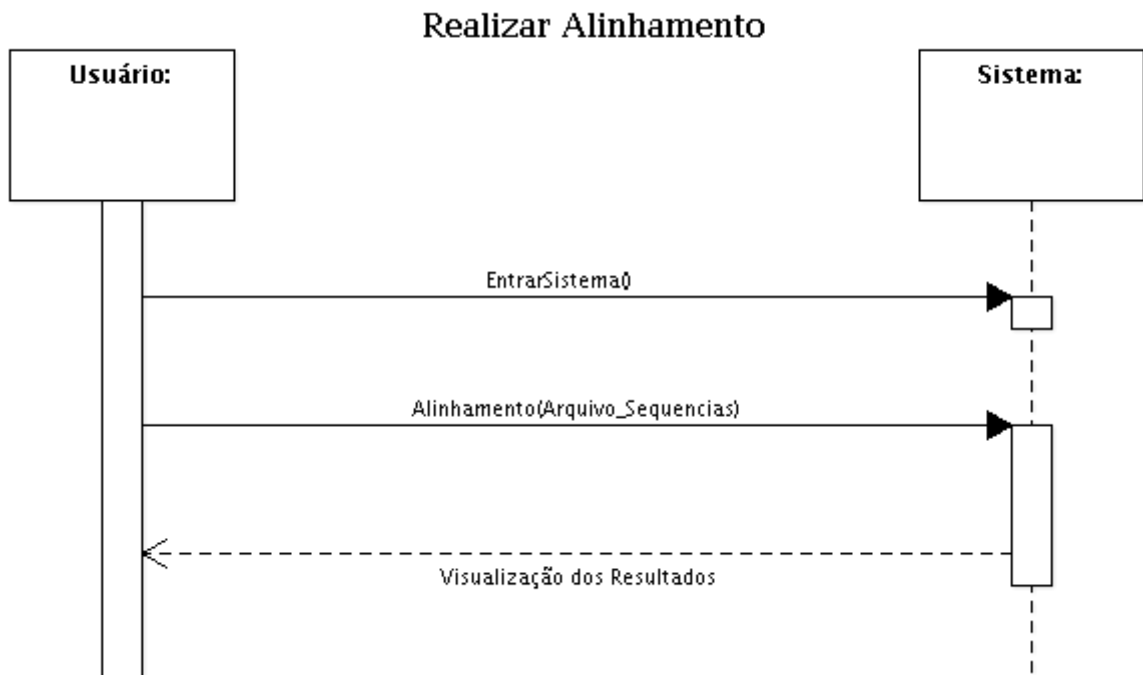 Realizar Alinhamento
Usuário:
Sistema:
EntrarSistema()
Alinhamento(Arquivo_Sequencias)
Visualização dos Resultados